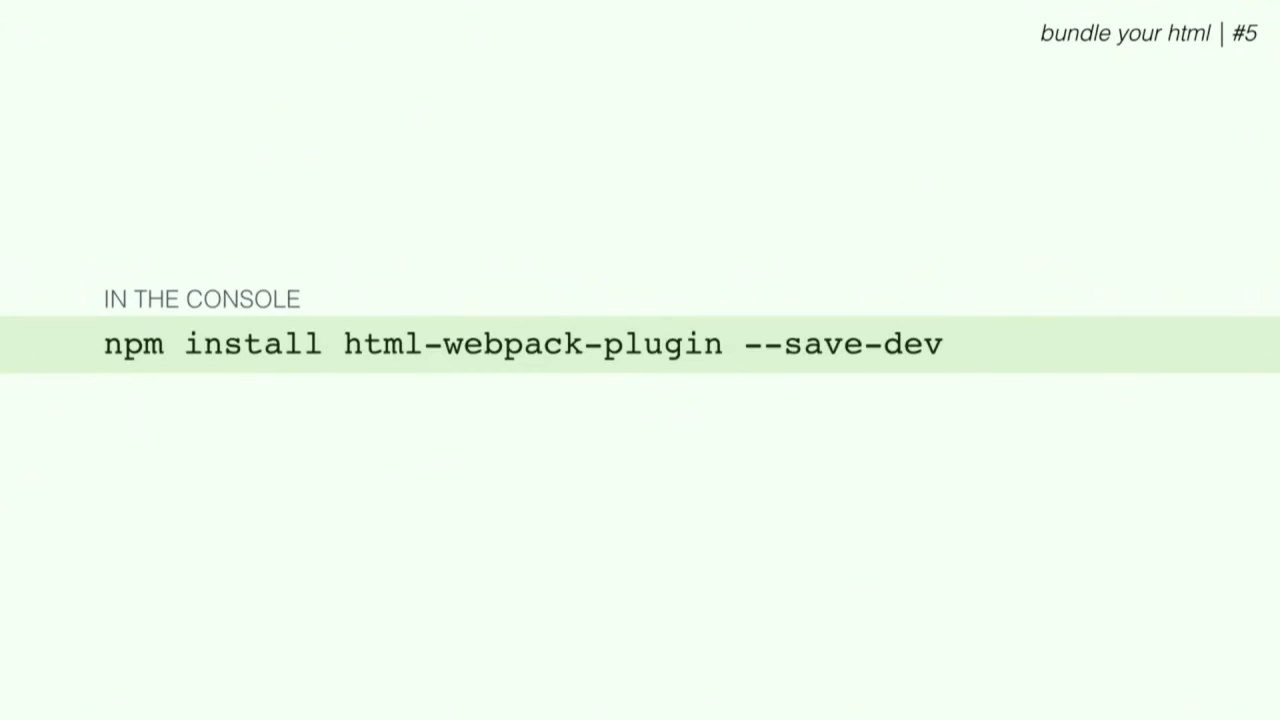 bundle your html | #5
IN THE CONSOLE
npm install html-webpack-plugin --save-dev